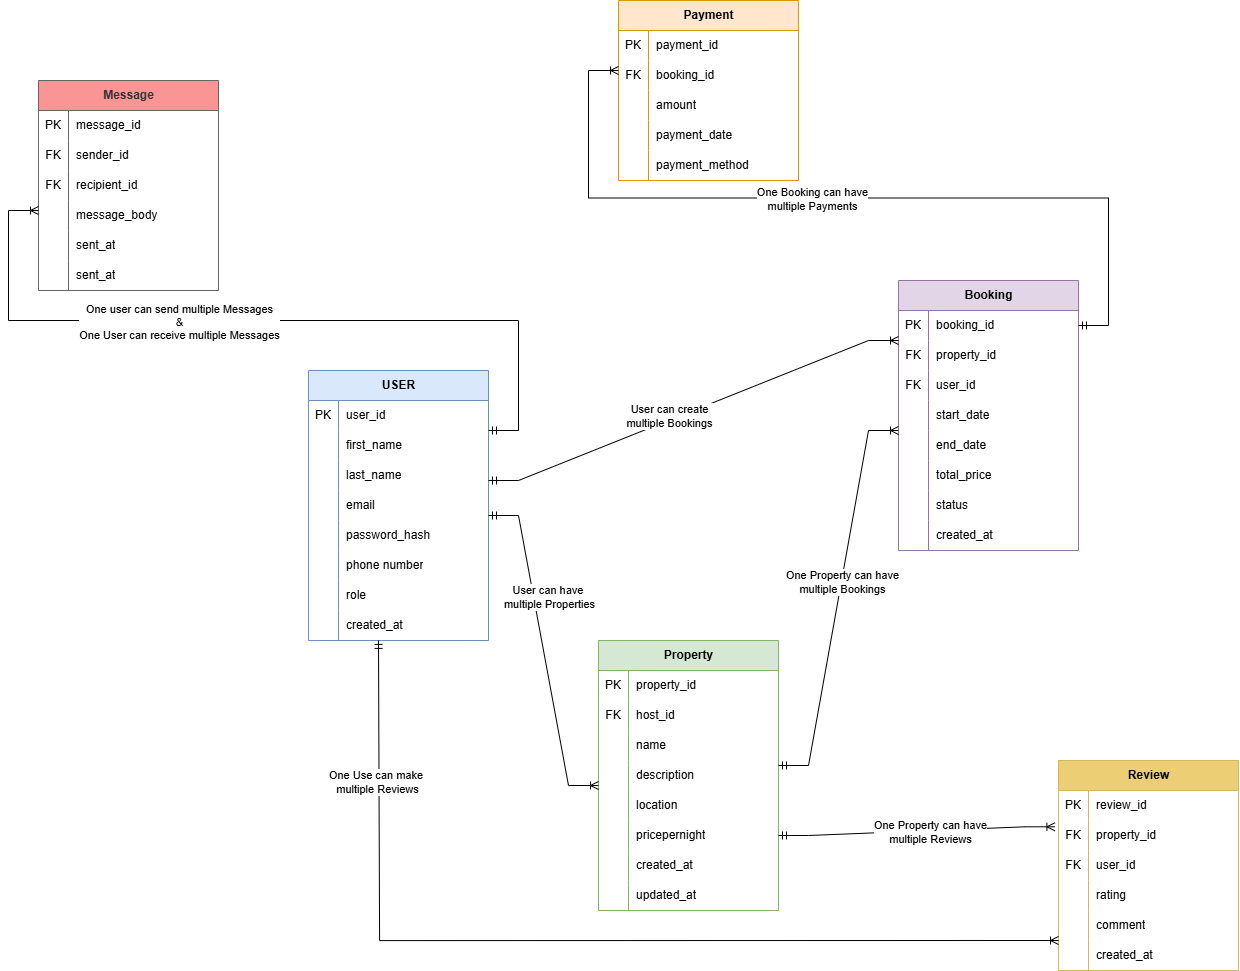 Payment
PK payment_id
FK booking_id
amount
payment_date
payment_method
Message
PK message_id
FK sender_id
FK recipient_id
message_body
sent_at
sent_at
One Booking can have
multiple Payments
One user can send multiple Messages
&
One User can receive multiple Messages
Booking
PK booking_id
FK property_id
FK user_id
start_date
end_date
total_price
status
created_at
USER
PK user_id
first_name
last_name
email
password_hash
phone number
role
created_at
User can create
multiple Bookings
User can have
multiple Properties
One Property can have
multiple Bookings
Property
PK property_id
FK host_id
name
description
location
pricepernight
created_at
updated_at
One Use can make
multiple Reviews
One Property can have
multiple Reviews
Review
PK review_id
FK property_id
FK user_id
rating
comment
created_at